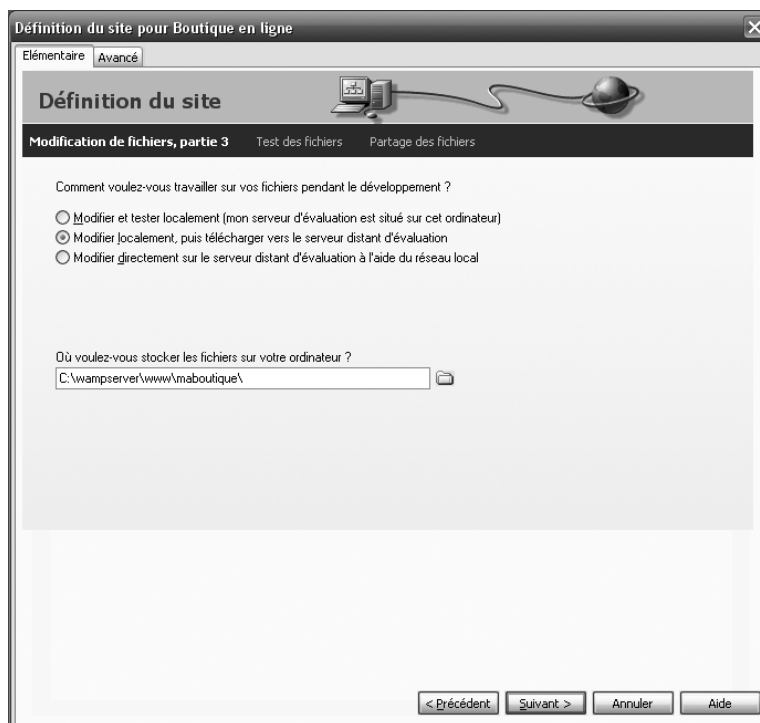 Définition du site pour Boutique en ligne
Elémentaire Avancé
Définition du site
Modification de fichiers, partie 3 Test des fichiers Partage des fichiers
Comment voulez-vous travailler sur vos fichiers pendant le développement ?
Modifier et tester localement (mon serveur d'évaluation est situé sur cet ordinateur)
Modifier localement, puis télécharger vers le serveur distant d'évaluation
Modifier directement sur le serveur distant d'évaluation à l'aide du réseau local
Où voulez-vous stocker les fichiers sur votre ordinateur ?
C:\wampserver\www\maboutique\
< Précédent Suivant > Annuler Aide